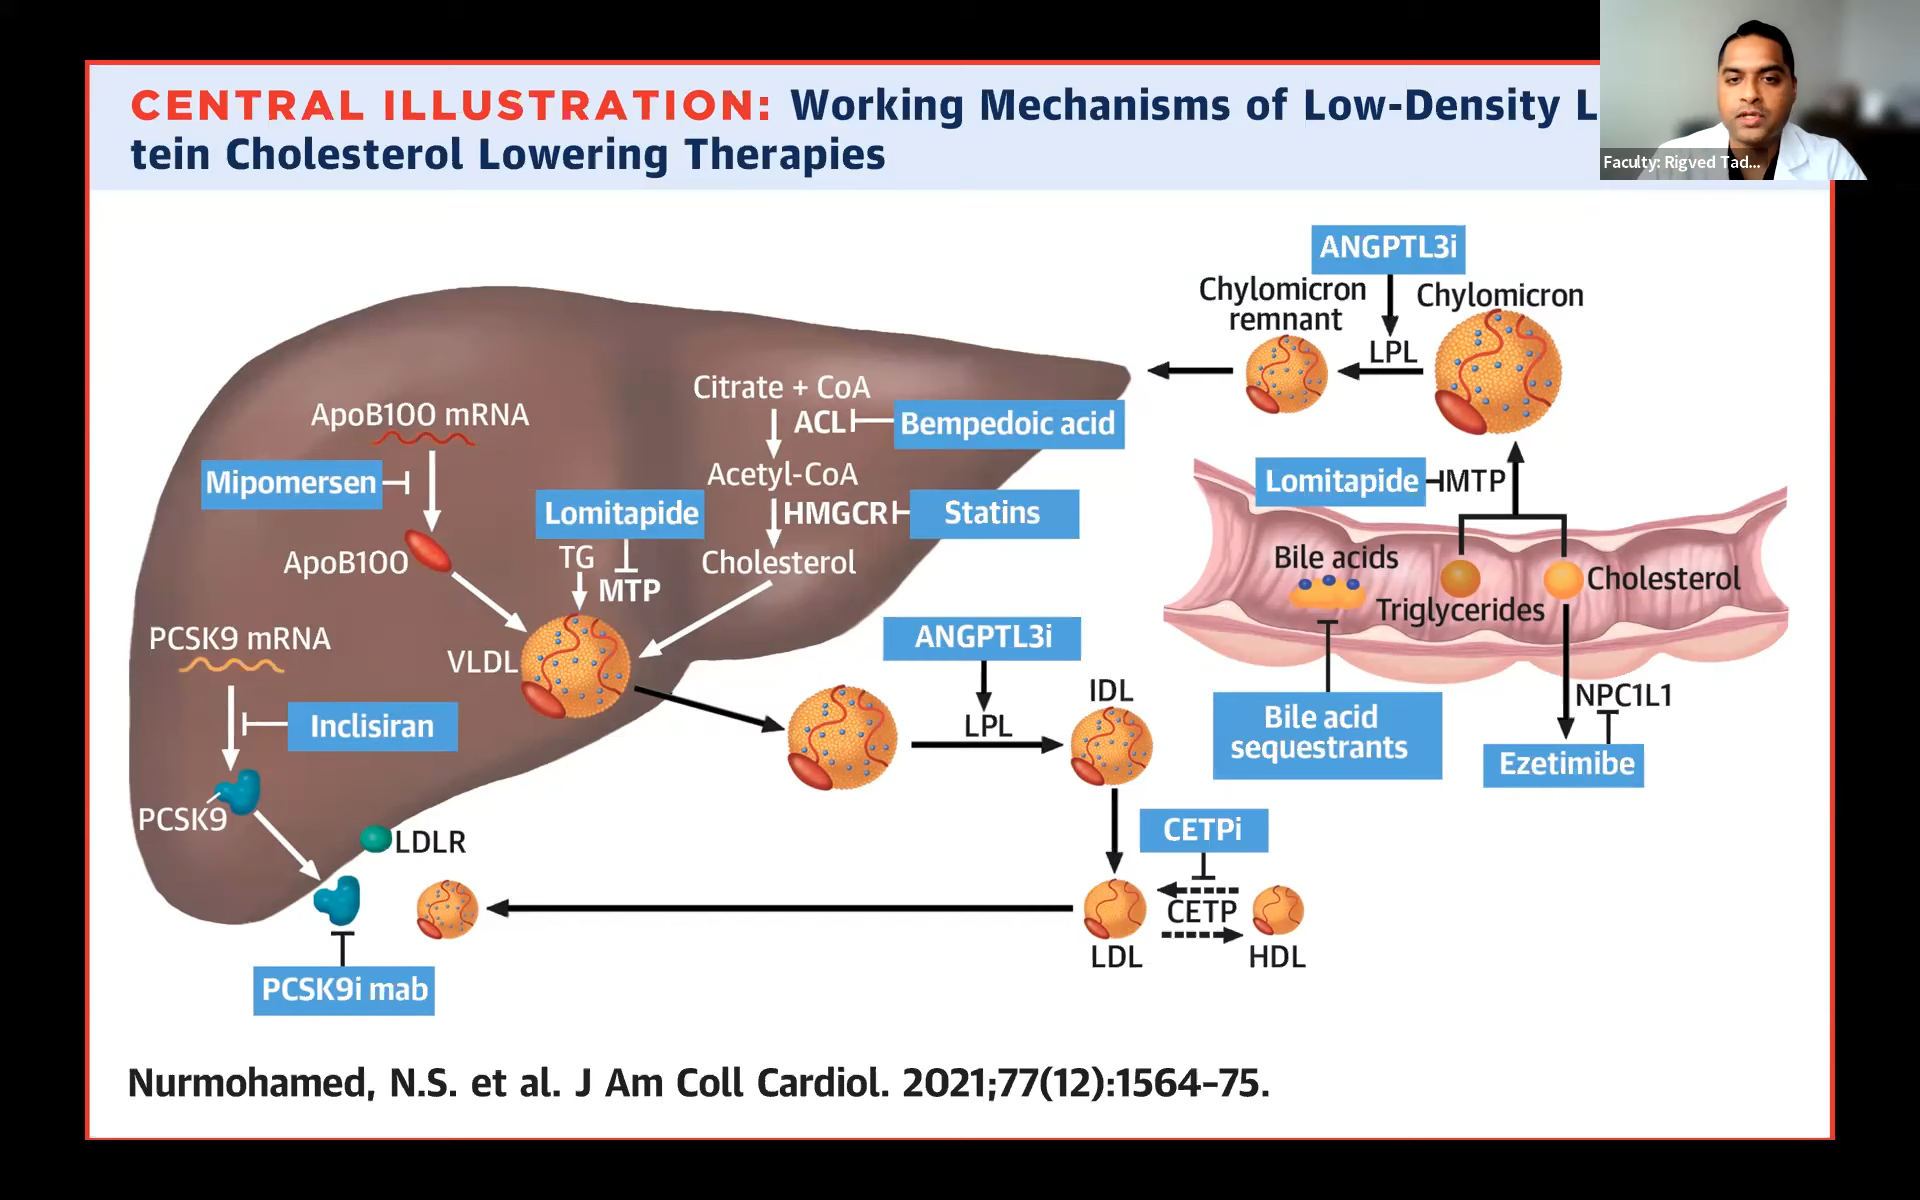 CENTRAL ILLUSTRATION: Working Mechanisms of Low-Density L
tein Cholesterol Lowering Therapies
Faculty: Rigved Tad...
ANGPTL3i
Chylomicron
remnant
Chylomicron
LPL
Citrate + CoA
ACL
Bempedoic acid
ApoB100 mRNA
Mipomersen
Acetyl-CoA
Lomitapide
HMGCR
Statins
Lomitapide
MTP
ApoB100
TG
MTP
Cholesterol
Bile acids
Triglycerides
Cholesterol
PCSK9 mRNA
VLDL
ANGPTL3i
LPL
IDL
NPC1L1
Inclisiran
Bile acid
sequestrants
Ezetimibe
PCSK9
LDLR
CETPi
CETP
LDL
HDL
PCSK9i mab
Nurmohamed, N.S. et al. J Am Coll Cardiol. 2021;77(12):1564–75.